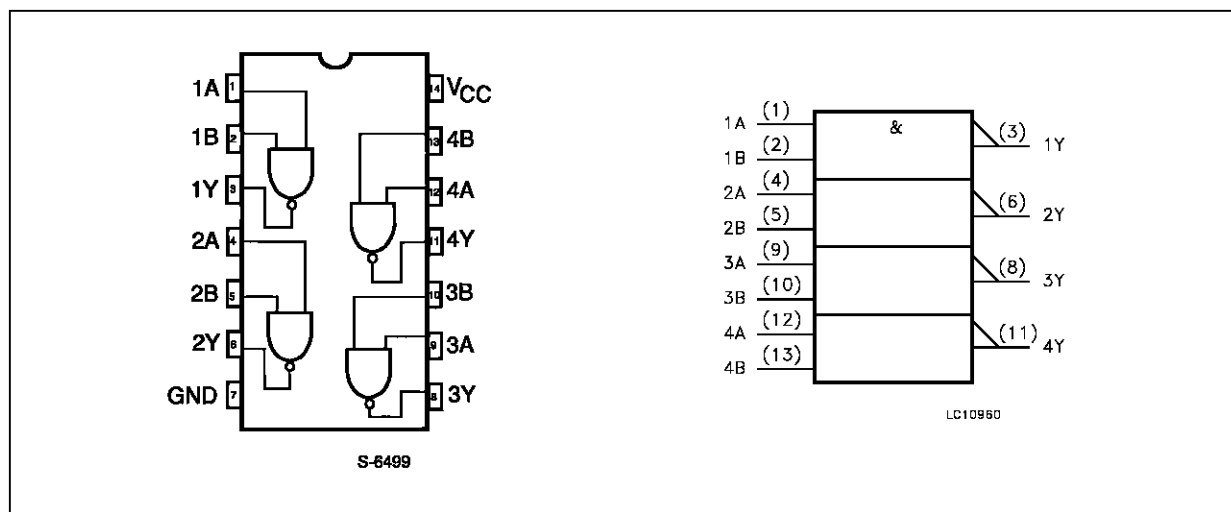 1A 1 14 VCC
1B 2 13 4B
1Y 3 12 4A
2A 4 11 4Y
2B 5 10 3B
2Y 6 9 3A
GND 7 8 3Y
S-6499
&
1A (1)
1B (2)
2A (4)
2B (5)
3A (9)
3B (10)
4A (12)
4B (13)
(3) 1Y
(6) 2Y
(8) 3Y
(11) 4Y
LC10960